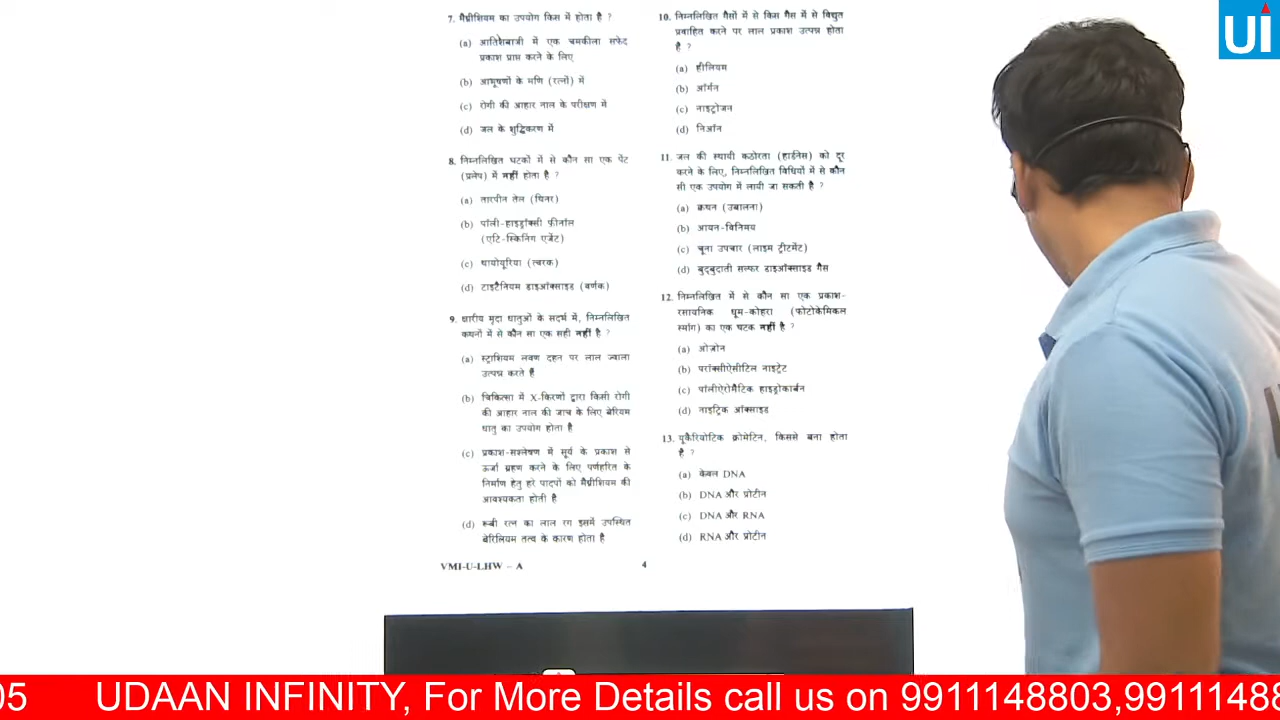 7. मैग्नीशियम का उपयोग किस में होता है ?
(a) आतिशबाज़ी में एक चमकीला सफेद
प्रकाश प्राप्त करने के लिए
(b) आभूषणों के मणि (रत्नों) में
(c) रोगी की आहार नाल के परीक्षण में
(d) जल के शुद्धिकरण में
8. निम्नलिखित घटकों में से कौन सा एक पेंट
(प्रलेप) में नहीं होता है ?
(a) तारपीन तेल (थिनर)
(b) पॉली-हाइड्रॉक्सी फ़ीनॉल
(एंटि-स्किनिंग एजेंट)
(c) थायोयूरिया (त्वरक)
(d) टाइटैनियम डाइऑक्साइड (वर्णक)
9. क्षारीय मृदा धातुओं के संदर्भ में, निम्नलिखित
कथनों में से कौन सा एक सही नहीं है ?
(a) स्ट्रांशियम लवण दहन पर लाल ज्वाला
उत्पन्न करते हैं
(b) चिकित्सा में X-किरणों द्वारा किसी रोगी
की आहार नाल की जांच के लिए बेरियम
धातु का उपयोग होता है
(c) प्रकाश-संश्लेषण में सूर्य के प्रकाश से
ऊर्जा ग्रहण करने के लिए पर्णहरित के
निर्माण हेतु हरे पादपों को मैग्नीशियम की
आवश्यकता होती है
(d) रूबी रत्न का लाल रंग इसमें उपस्थित
बेरिलियम तत्व के कारण होता है
VMI-U-LHW – A
4
10. निम्नलिखित गैसों में से किस गैस में से विद्युत
प्रवाहित करने पर लाल प्रकाश उत्पन्न होता
है ?
(a) हीलियम
(b) ऑर्गन
(c) नाइट्रोजन
(d) निऑन
11. जल की स्थायी कठोरता (हार्डनेस) को दूर
करने के लिए, निम्नलिखित विधियों में से कौन
सी एक उपयोग में लायी जा सकती है ?
(a) क्वथन (उबालना)
(b) आयन-विनिमय
(c) चूना उपचार (लाइम ट्रीटमेंट)
(d) बुद्बुदाती सल्फर डाइऑक्साइड गैस
12. निम्नलिखित में से कौन सा एक प्रकाश-
रसायनिक धूम-कोहरा (फोटोकेमिकल
स्मॉग) का एक घटक नहीं है ?
(a) ओज़ोन
(b) परॉक्सीऐसीटिल नाइट्रेट
(c) पॉलीऐरोमैटिक हाइड्रोकार्बन
(d) नाइट्रिक ऑक्साइड
13. यूकैरियोटिक क्रोमेटिन, किससे बना होता
है ?
(a) केवल DNA
(b) DNA और प्रोटीन
(c) DNA और RNA
(d) RNA और प्रोटीन
UI
05 UDAAN INFINITY, For More Details call us on 9911148803,99111488